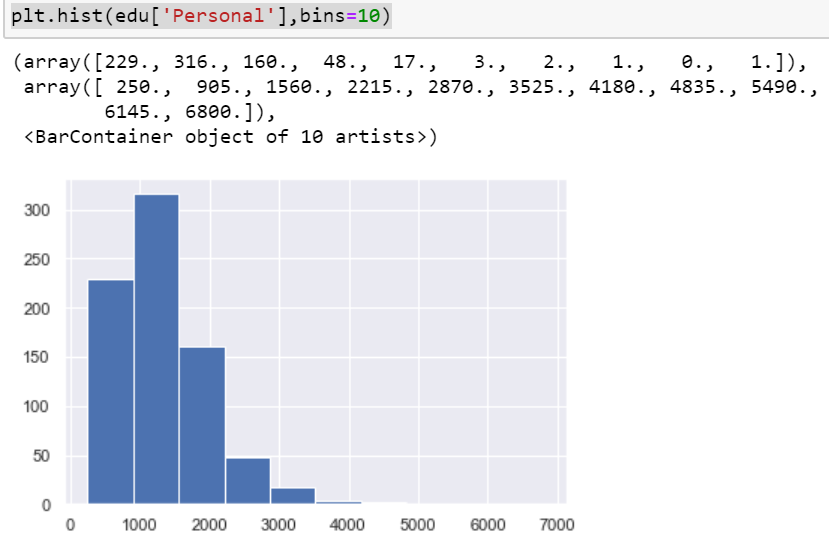 plt.hist(edu['Personal'],bins=10)
(array([229., 316., 160., 48., 17., 3., 2., 1., 0., 1.]),
array([ 250., 905., 1560., 2215., 2870., 3525., 4180., 4835., 5490.,
6145., 6800.]),
<BarContainer object of 10 artists>)
300
250
200
150
100
50
0
0 1000 2000 3000 4000 5000 6000 7000